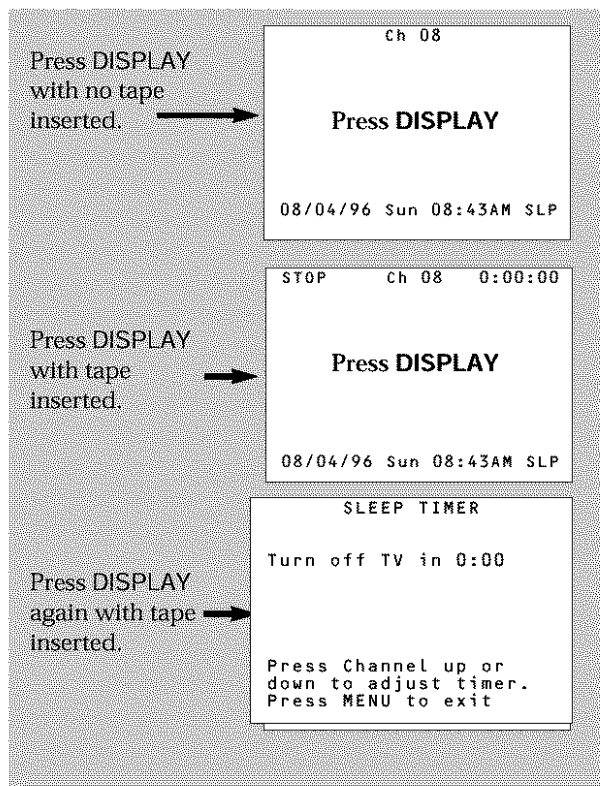 Press DISPLAY
with no tape
inserted.
Ch 08
Press DISPLAY
08/04/96 Sun 08:43AM SLP
Press DISPLAY
with tape
inserted.
STOP Ch 08 0:00:00
Press DISPLAY
08/04/96 Sun 08:43AM SLP
Press DISPLAY
again with tape
inserted.
SLEEP TIMER
Turn off TV in 0:00
Press Channel up or
down to adjust timer.
Press MENU to exit